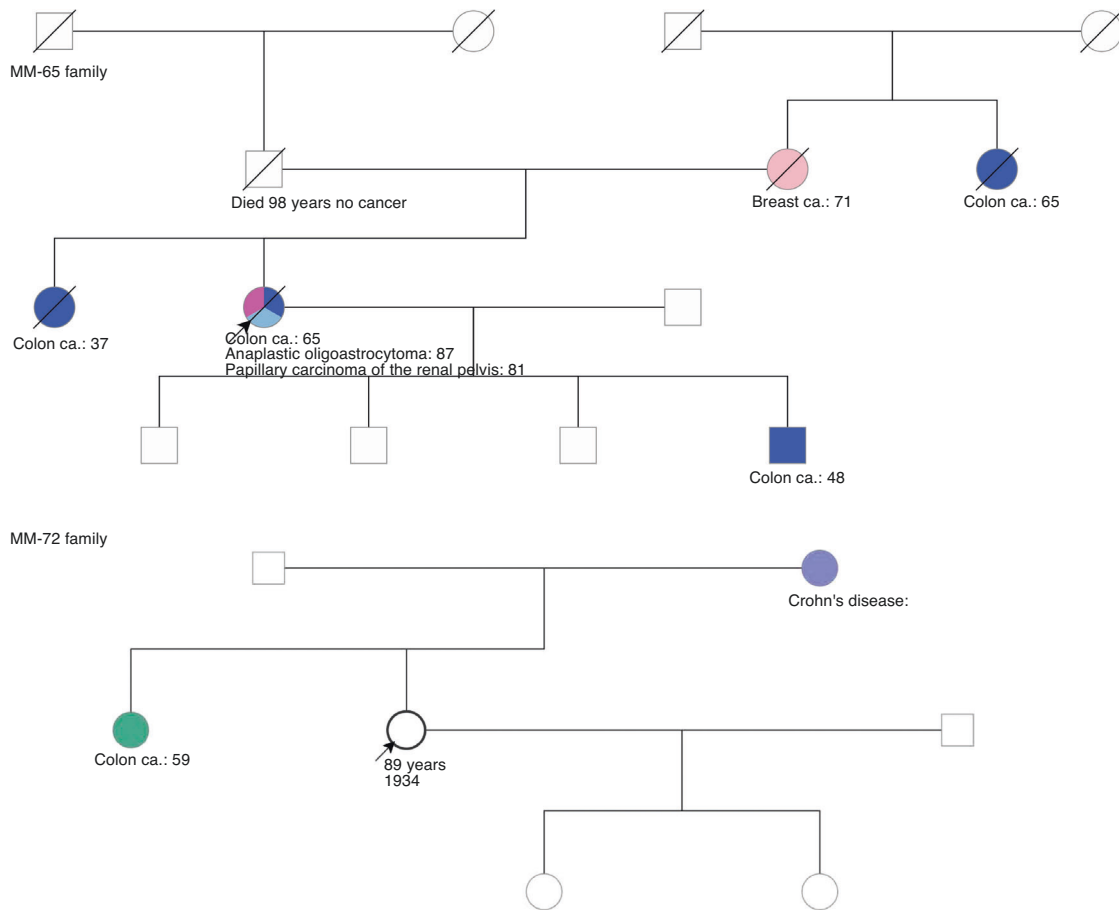 MM-65 family
Died 98 years no cancer
Breast ca.: 71
Colon ca.: 65
Colon ca.: 37
Colon ca.: 65
Anaplastic oligoastrocytoma: 87
Papillary carcinoma of the renal pelvis: 81
Colon ca.: 48
MM-72 family
Crohn's disease:
Colon ca.: 59
89 years
1934